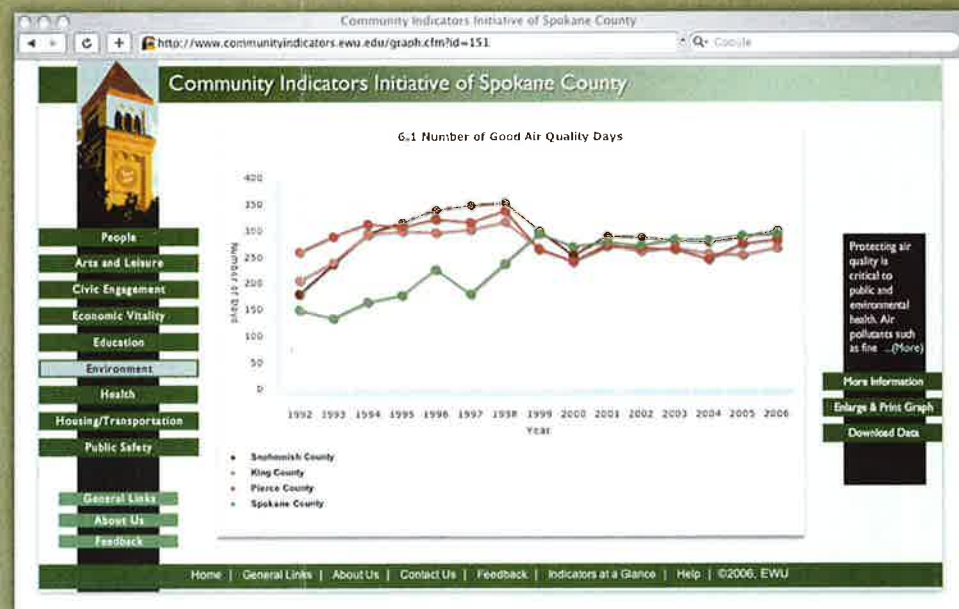 Community Indicators Initiative of Spokane County
http://www.communityindicators.ewu.edu/graph.cfm?id=151
Google
Community Indicators Initiative of Spokane County
6.1 Number of Good Air Quality Days
400
350
300
250
200
150
100
50
0
Number of Days
1992 1993 1994 1995 1996 1997 1998 1999 2000 2001 2002 2003 2004 2005 2006
Year
Snohomish County
King County
Pierce County
Spokane County
People
Arts and Leisure
Civic Engagement
Economic Vitality
Education
Environment
Health
Housing/Transportation
Public Safety
General Links
About Us
Feedback
Protecting air
quality is
critical to
public and
environmental
health. Air
pollutants such
as fine ...(More)
More Information
Enlarge & Print Graph
Download Data
Home | General Links | About Us | Contact Us | Feedback | Indicators at a Glance | Help | ©2006, EWU